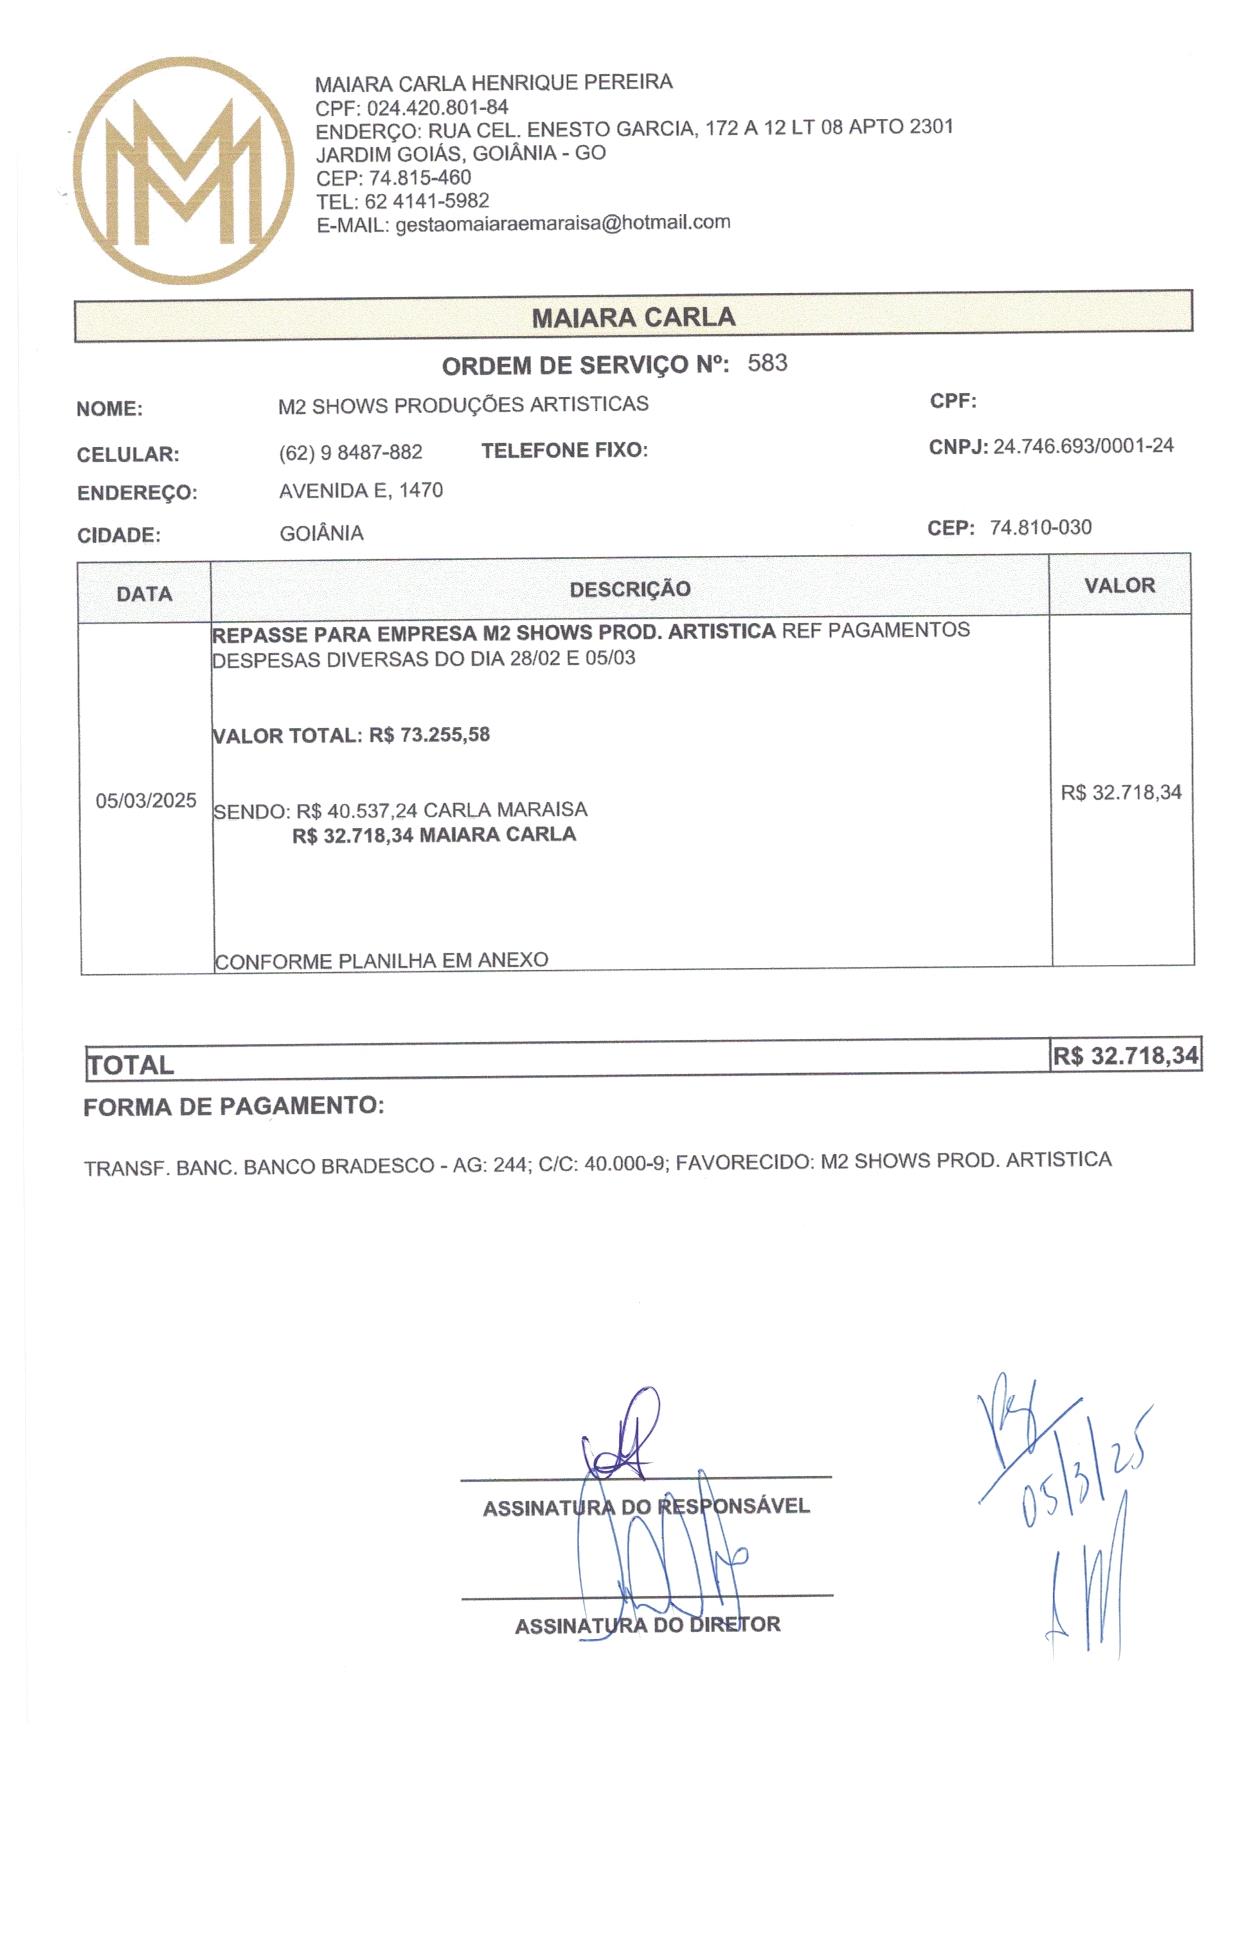 MAIARA CARLA HENRIQUE PEREIRA
CPF: 024.420.801-84
ENDERÇO: RUA CEL. ENESTO GARCIA, 172 A 12 LT 08 APTO 2301
JARDIM GOIÁS, GOIÂNIA - GO
CEP: 74.815-460
TEL: 62 4141-5982
E-MAIL: gestaomaiaraemaraisa@hotmail.com
MM
MAIARA CARLA
ORDEM DE SERVIÇO Nº: 583
NOME: M2 SHOWS PRODUÇÕES ARTISTICAS CPF:
CELULAR: (62) 9 8487-882 TELEFONE FIXO: CNPJ: 24.746.693/0001-24
ENDEREÇO: AVENIDA E, 1470
CIDADE: GOIÂNIA CEP: 74.810-030
DATA DESCRIÇÃO VALOR
REPASSE PARA EMPRESA M2 SHOWS PROD. ARTISTICA REF PAGAMENTOS
DESPESAS DIVERSAS DO DIA 28/02 E 05/03
VALOR TOTAL: R$ 73.255,58
05/03/2025 R$ 32.718,34
SENDO: R$ 40.537,24 CARLA MARAISA
R$ 32.718,34 MAIARA CARLA
CONFORME PLANILHA EM ANEXO
TOTAL R$ 32.718,34
FORMA DE PAGAMENTO:
TRANSF. BANC. BANCO BRADESCO - AG: 244; C/C: 40.000-9; FAVORECIDO: M2 SHOWS PROD. ARTISTICA
05/3/25
ASSINATURA DO RESPONSÁVEL
ASSINATURA DO DIRETOR